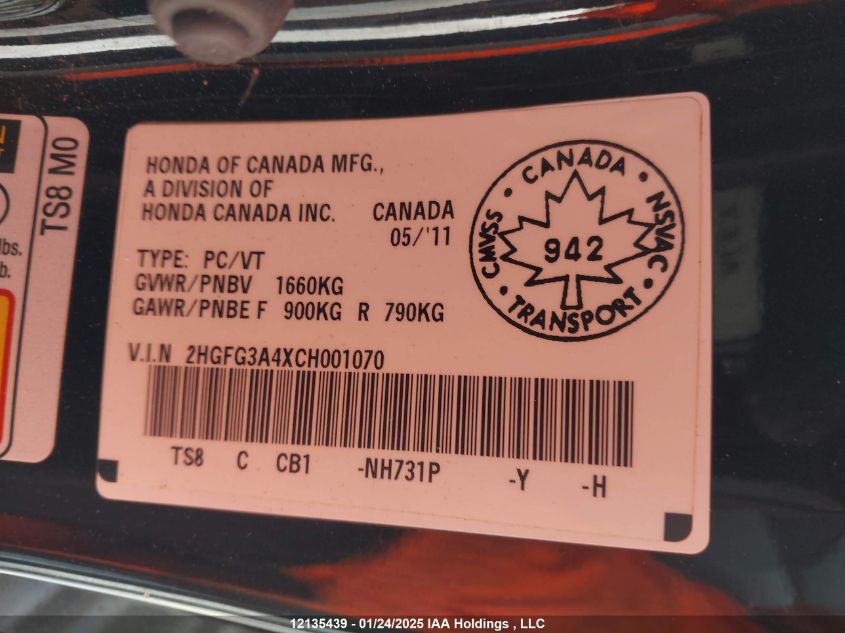 TS8 M0
lbs.
b.
HONDA OF CANADA MFG.,
A DIVISION OF
HONDA CANADA INC. CANADA
05/'11
TYPE: PC/VT
GVWR/PNBV 1660KG
GAWR/PNBE F 900KG R 790KG
CANADA
CMVSS • NSVAC
942
TRANSPORT
V.I.N 2HGFG3A4XCH001070
TS8 C CB1 -NH731P -Y -H
12135439 - 01/24/2025 IAA Holdings , LLC